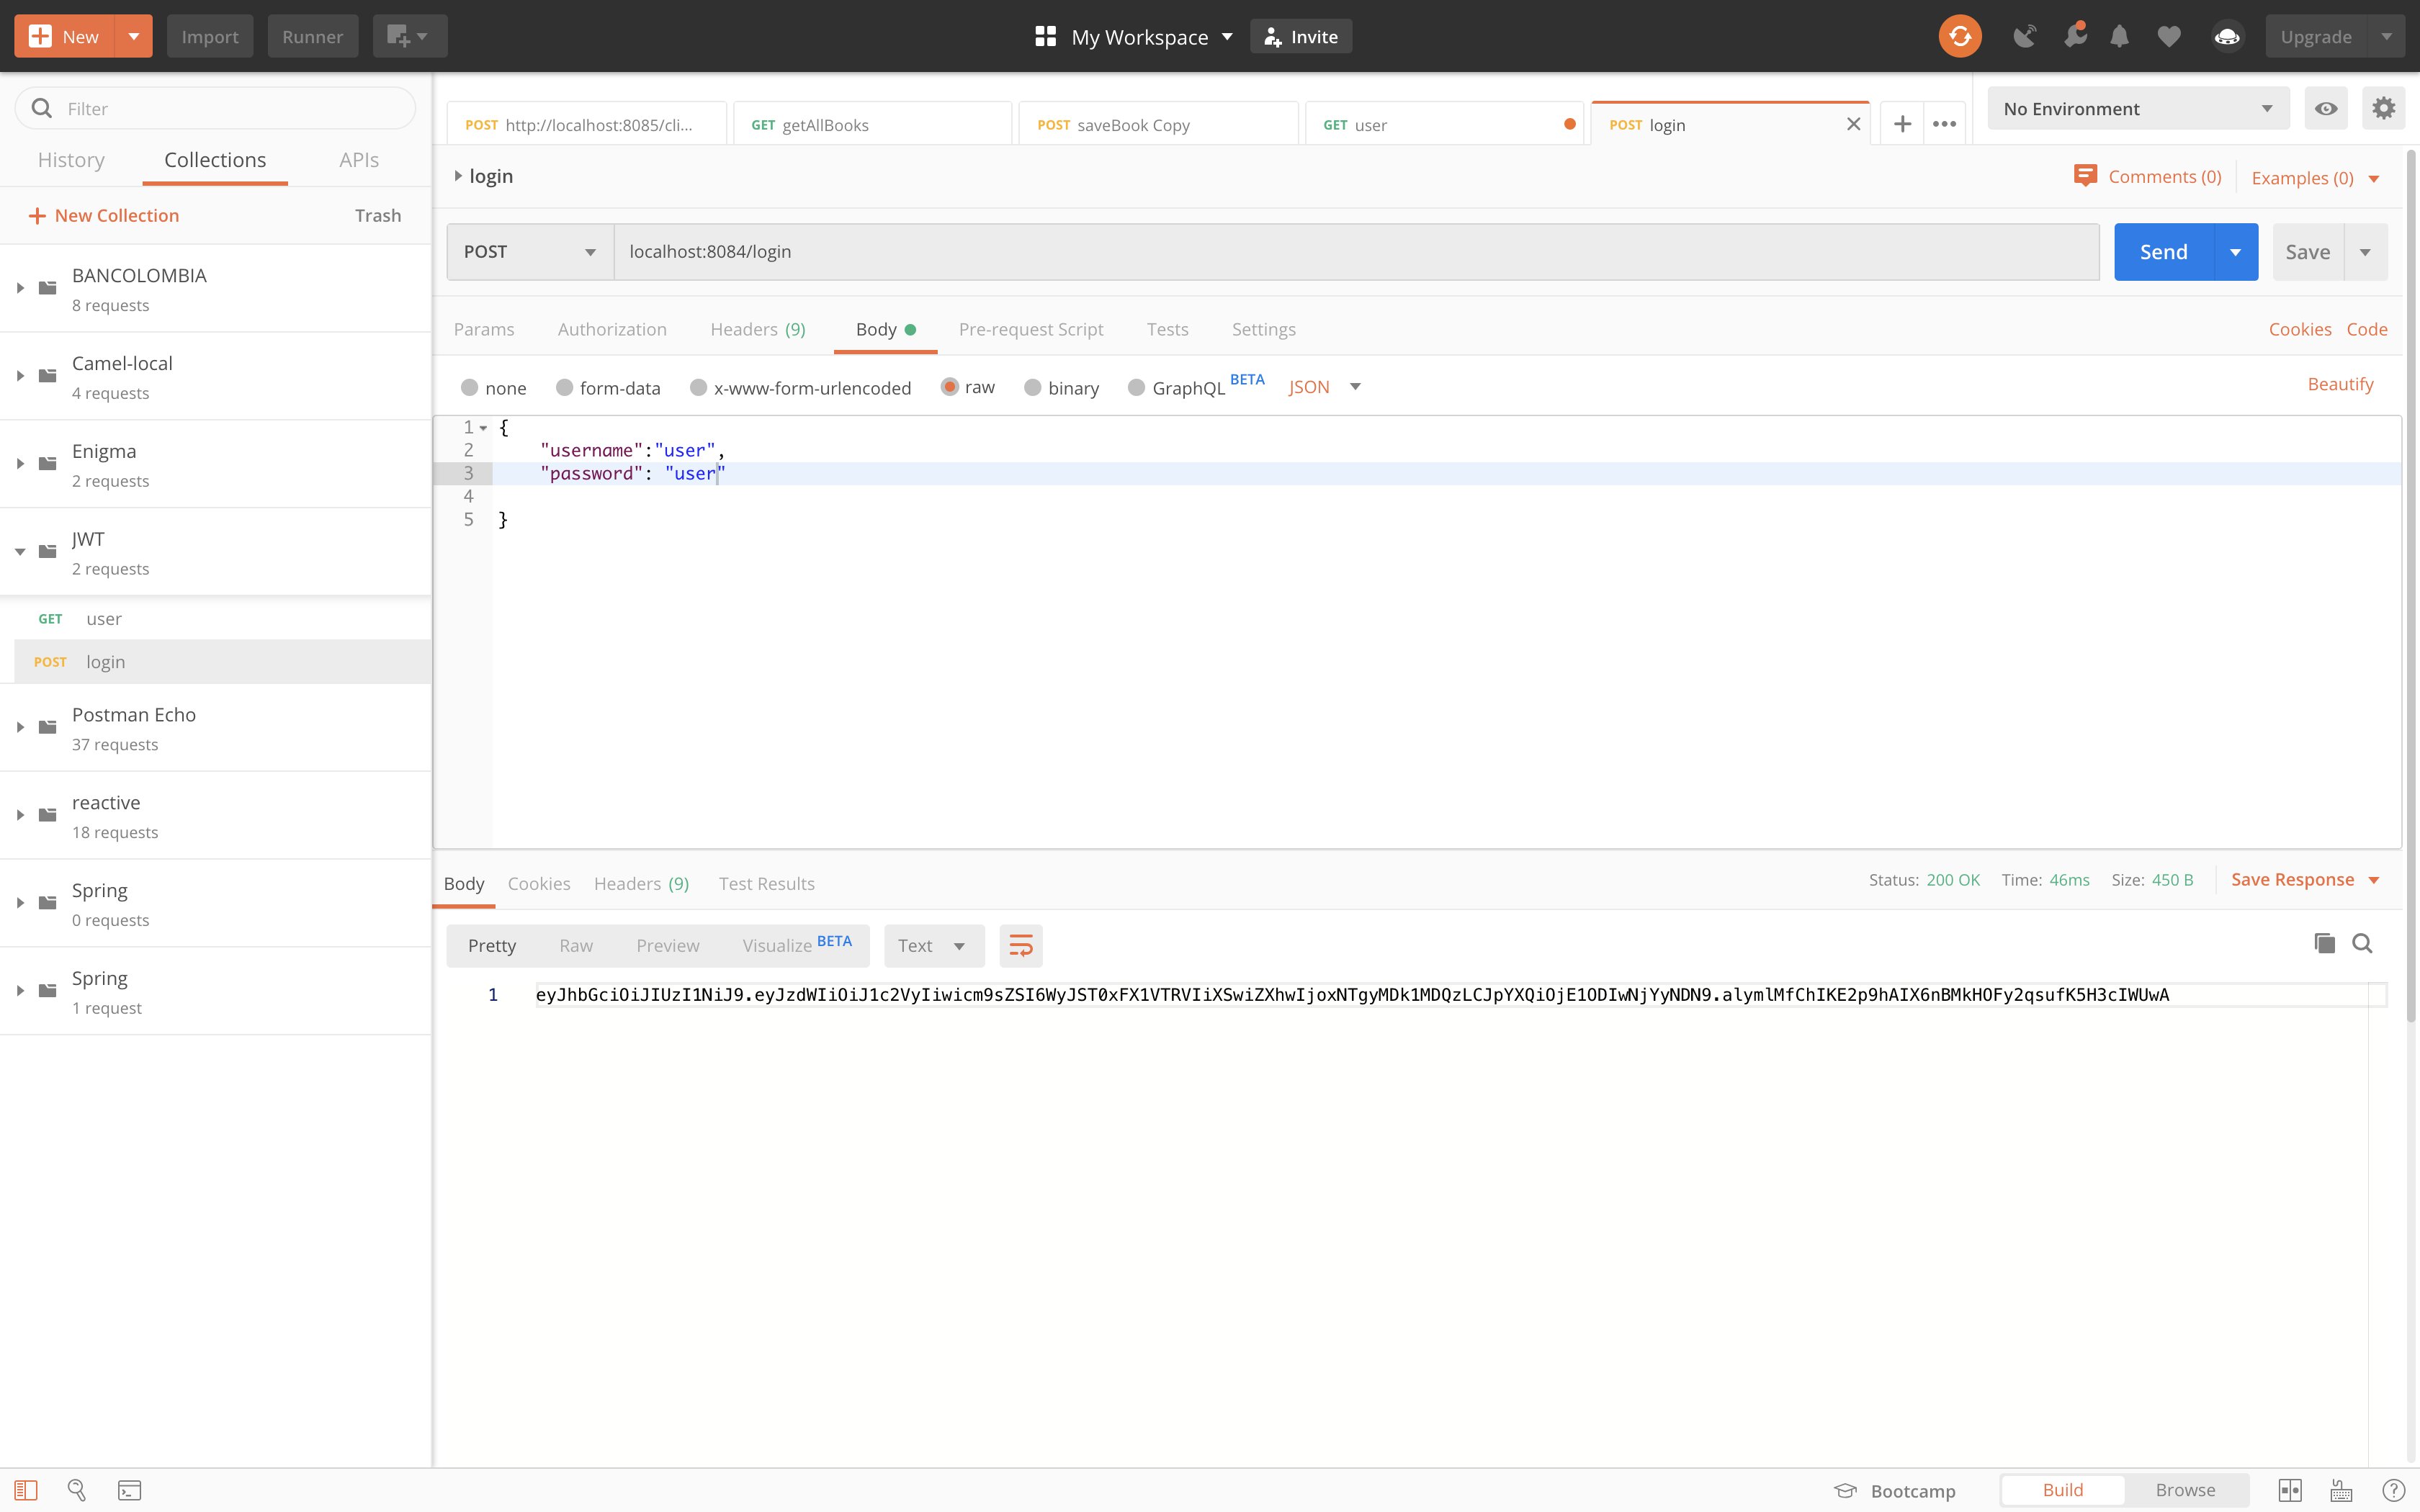 New
Import
Runner
My Workspace
Invite
Upgrade
Filter
History
Collections
APIs
New Collection
Trash
BANCOLOMBIA
8 requests
Camel-local
4 requests
Enigma
2 requests
JWT
2 requests
GET user
POST login
Postman Echo
37 requests
reactive
18 requests
Spring
0 requests
Spring
1 request
POST http://localhost:8085/cli...
GET getAllBooks
POST saveBook Copy
GET user
POST login
No Environment
login
Comments (0)
Examples (0)
POST
localhost:8084/login
Send
Save
Params
Authorization
Headers (9)
Body
Pre-request Script
Tests
Settings
Cookies
Code
none
form-data
x-www-form-urlencoded
raw
binary
GraphQL BETA
JSON
Beautify
1 {
2 "username":"user",
3 "password": "user"
4
5 }
Body
Cookies
Headers (9)
Test Results
Status: 200 OK
Time: 46ms
Size: 450 B
Save Response
Pretty
Raw
Preview
Visualize BETA
Text
1 eyJhbGciOiJIUzI1NiJ9.eyJzdWIiOiJ1c2VyIiwicm9sZSI6WyJST0xFX1VTRVIiXSwiZXhwIjoxNTgyMDk1MDQzLCJpYXQiOjE1ODIwNjYyNDN9.alymlMfChIKE2p9hAIX6nBMkHOFy2qsufK5H3cIWUwA
Bootcamp
Build
Browse